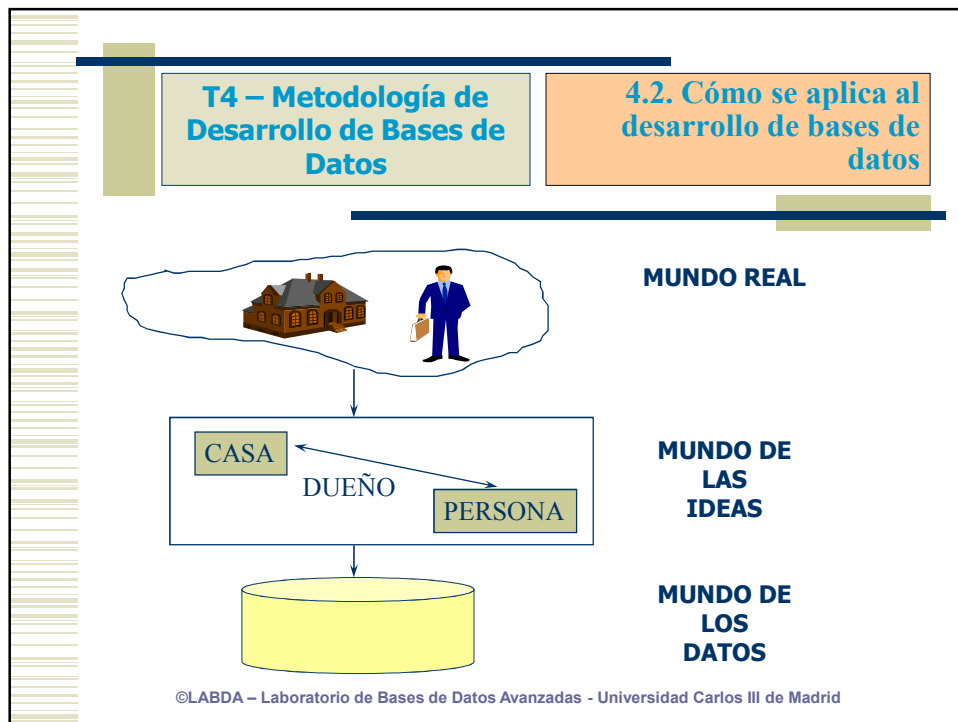 T4 – Metodología de
Desarrollo de Bases de
Datos
4.2. Cómo se aplica al
desarrollo de bases de
datos
MUNDO REAL
CASA
DUEÑO
PERSONA
MUNDO DE
LAS
IDEAS
MUNDO DE
LOS
DATOS
©LABDA – Laboratorio de Bases de Datos Avanzadas - Universidad Carlos III de Madrid